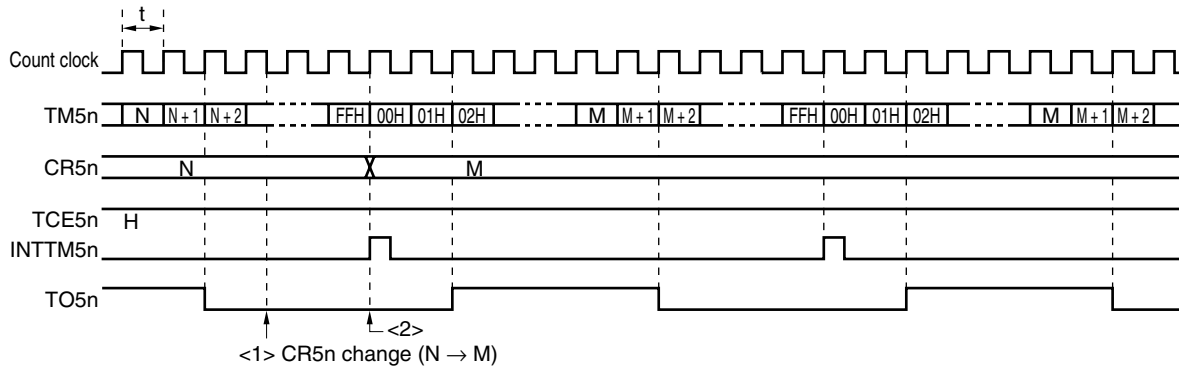 t
Count clock
TM5n N N + 1 N + 2 FFH 00H 01H 02H M M + 1 M + 2 FFH 00H 01H 02H M M + 1 M + 2
CR5n N M
TCE5n H
INTTM5n
TO5n
<2>
<1> CR5n change (N → M)